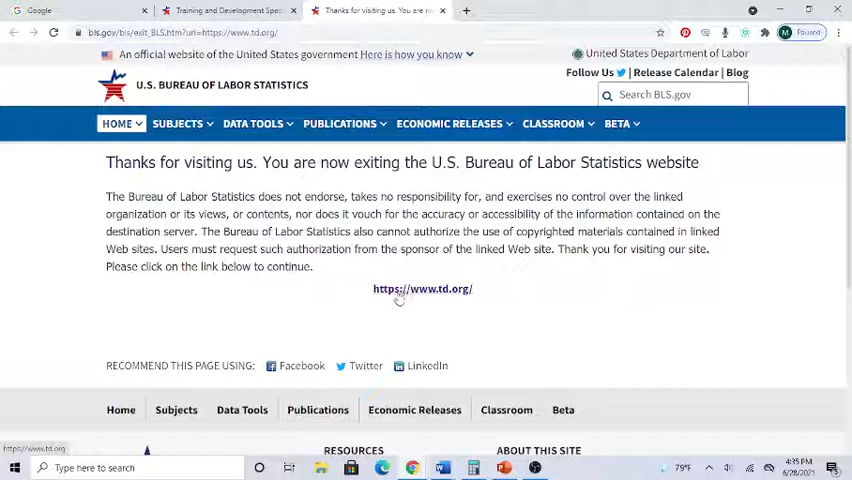 Google
Training and Development Spec
Thanks for visiting us. You are no
bls.gov/bls/exit_BLS.htm?url=https://www.td.org/
Paused
An official website of the United States government Here is how you know
United States Department of Labor
Follow Us | Release Calendar | Blog
U.S. BUREAU OF LABOR STATISTICS
Search BLS.gov
HOME SUBJECTS DATA TOOLS PUBLICATIONS ECONOMIC RELEASES CLASSROOM BETA
Thanks for visiting us. You are now exiting the U.S. Bureau of Labor Statistics website
The Bureau of Labor Statistics does not endorse, takes no responsibility for, and exercises no control over the linked
organization or its views, or contents, nor does it vouch for the accuracy or accessibility of the information contained on the
destination server. The Bureau of Labor Statistics also cannot authorize the use of copyrighted materials contained in linked
Web sites. Users must request such authorization from the sponsor of the linked Web site. Thank you for visiting our site.
Please click on the link below to continue.
https://www.td.org/
RECOMMEND THIS PAGE USING: Facebook Twitter LinkedIn
Home Subjects Data Tools Publications Economic Releases Classroom Beta
https://www.td.org
RESOURCES ABOUT THIS SITE
Type here to search
79°F
4:35 PM
6/28/2021